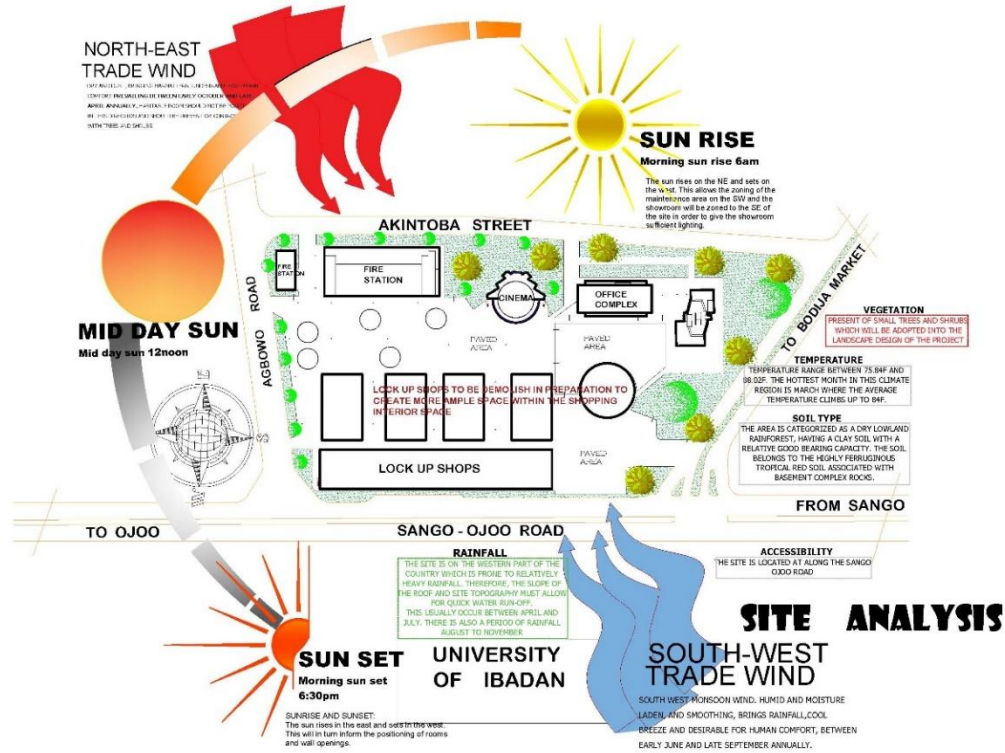 NORTH-EAST
TRADE WIND
COMFORT PREVAILING BETWEEN EARLY OCTOBER AND LATE
APRIL ANNUALLY.
WITH TREES AND SHRUBS
SUN RISE
Morning sun rise 6am
The sun rises on the NE and sets on
the west. This allows the zoning of the
maintenance area on the SW and the
showroom will be zoned to the SE of
the site in order to give the showroom
sufficient lighting.
AKINTOBA STREET
AGBOWO ROAD
FIRE
STATION
FIRE
STATION
CINEMA
OFFICE
COMPLEX
TO BODIJA MARKET
MID DAY SUN
Mid day sun 12noon
PAVED
AREA
PAVED
AREA
LOCK UP SHOPS TO BE DEMOLISH IN PREPARATION TO
CREATE MORE AMPLE SPACE WITHIN THE SHOPPING
INTERIOR SPACE
LOCK UP SHOPS
PAVED
AREA
VEGETATION
PRESENT OF SMALL TREES AND SHRUBS
WHICH WILL BE ADOPTED INTO THE
LANDSCAPE DESIGN OF THE PROJECT
TEMPERATURE
TEMPERATURE RANGE BETWEEN 75.84F AND
88.02F. THE HOTTEST MONTH IN THIS CLIMATE
REGION IS MARCH WHERE THE AVERAGE
TEMPERATURE CLIMBS UP TO 84F.
SOIL TYPE
THE AREA IS CATEGORIZED AS A DRY LOWLAND
RAINFOREST, HAVING A CLAY SOIL WITH A
RELATIVE GOOD BEARING CAPACITY. THE SOIL
BELONGS TO THE HIGHLY FERRUGINOUS
TROPICAL RED SOIL ASSOCIATED WITH
BASEMENT COMPLEX ROCKS.
TO OJOO
SANGO - OJOO ROAD
FROM SANGO
RAINFALL
THE SITE IS ON THE WESTERN PART OF THE
COUNTRY WHICH IS PRONE TO RELATIVELY
HEAVY RAINFALL. THEREFORE, THE SLOPE OF
THE ROOF AND SITE TOPOGRAPHY MUST ALLOW
FOR QUICK WATER RUN-OFF.
THIS USUALLY OCCUR BETWEEN APRIL AND
JULY. THERE IS ALSO A PERIOD OF RAINFALL
AUGUST TO NOVEMBER
ACCESSIBILITY
THE SITE IS LOCATED AT ALONG THE SANGO
OJOO ROAD
SITE ANALYSIS
SUN SET
Morning sun set
6:30pm
SUNRISE AND SUNSET:
The sun rises in the east and sets in the west.
This will in turn inform the positioning of rooms
and wall openings.
UNIVERSITY
OF IBADAN
SOUTH-WEST
TRADE WIND
SOUTH WEST MONSOON WIND. HUMID AND MOISTURE
LADEN, AND SMOOTHING, BRINGS RAINFALL,COOL
BREEZE AND DESIRABLE FOR HUMAN COMFORT, BETWEEN
EARLY JUNE AND LATE SEPTEMBER ANNUALLY.